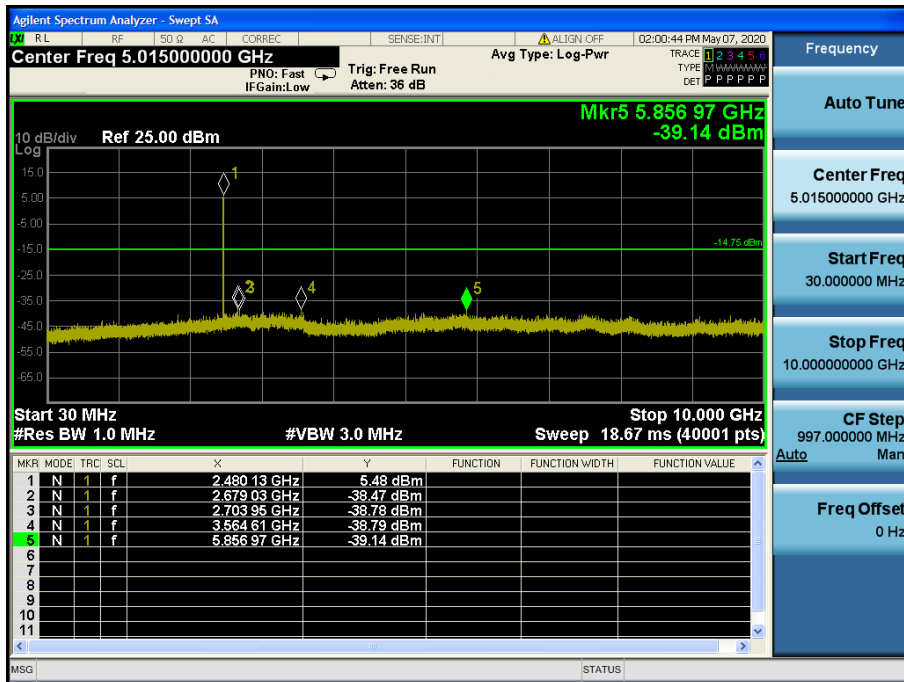 Agilent Spectrum Analyzer - Swept SA
LXI RL RF 50 Ω AC CORREC SENSE:INT ALIGN OFF 02:00:44 PM May 07, 2020
Center Freq 5.015000000 GHz
PNO: Fast
IFGain:Low
Trig: Free Run
Atten: 36 dB
Avg Type: Log-Pwr
TRACE 1 2 3 4 5 6
TYPE M WWWWW
DET P P P P P P
Mkr5 5.856 97 GHz
-39.14 dBm
10 dB/div
Log
Ref 25.00 dBm
15.0
5.00
-5.00
-15.0
-25.0
-35.0
-45.0
-55.0
-65.0
-14.75 dBm
1
3
4
5
Start 30 MHz
Stop 10.000 GHz
#Res BW 1.0 MHz
#VBW 3.0 MHz
Sweep 18.67 ms (40001 pts)
MKR MODE TRC SCL X Y FUNCTION FUNCTION WIDTH FUNCTION VALUE
1 N 1 f 2.480 13 GHz 5.48 dBm
2 N 1 f 2.679 03 GHz -38.47 dBm
3 N 1 f 2.703 95 GHz -38.78 dBm
4 N 1 f 3.564 61 GHz -38.79 dBm
5 N 1 f 5.856 97 GHz -39.14 dBm
6
7
8
9
10
11
MSG
STATUS
Frequency
Auto Tune
Center Freq
5.015000000 GHz
Start Freq
30.000000 MHz
Stop Freq
10.000000000 GHz
CF Step
997.000000 MHz
Auto Man
Freq Offset
0 Hz